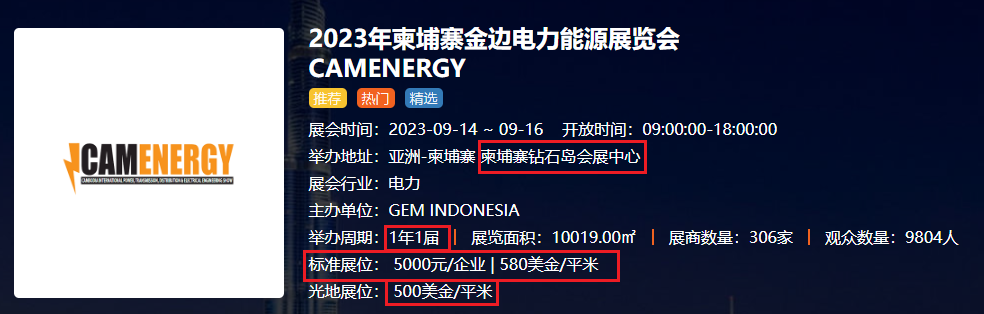 2023年柬埔寨金边电力能源展览会
CAMENERGY
推荐 热门 精选
展会时间：2023-09-14 ~ 09-16 开放时间：09:00:00-18:00:00
举办地址：亚洲-柬埔寨 柬埔寨钻石岛会展中心
展会行业：电力
主办单位：GEM INDONESIA
举办周期：1年1届 | 展览面积：10019.00㎡ | 展商数量：306家 | 观众数量：9804人
标准展位： 5000元/企业 | 580美金/平米
光地展位： 500美金/平米
CAMENERGY
CAMBODIA INTERNATIONAL POWER, TRANSMISSION, DISTRIBUTION & ELECTRICAL ENGINEERING SHOW